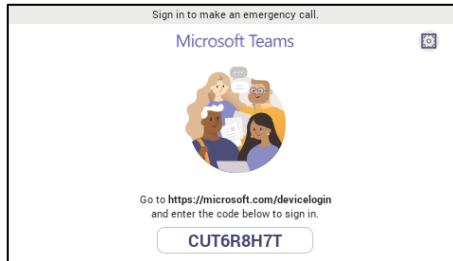 Sign in to make an emergency call.
Microsoft Teams
Go to https://microsoft.com/devicelogin
and enter the code below to sign in.
CUT6R8H7T